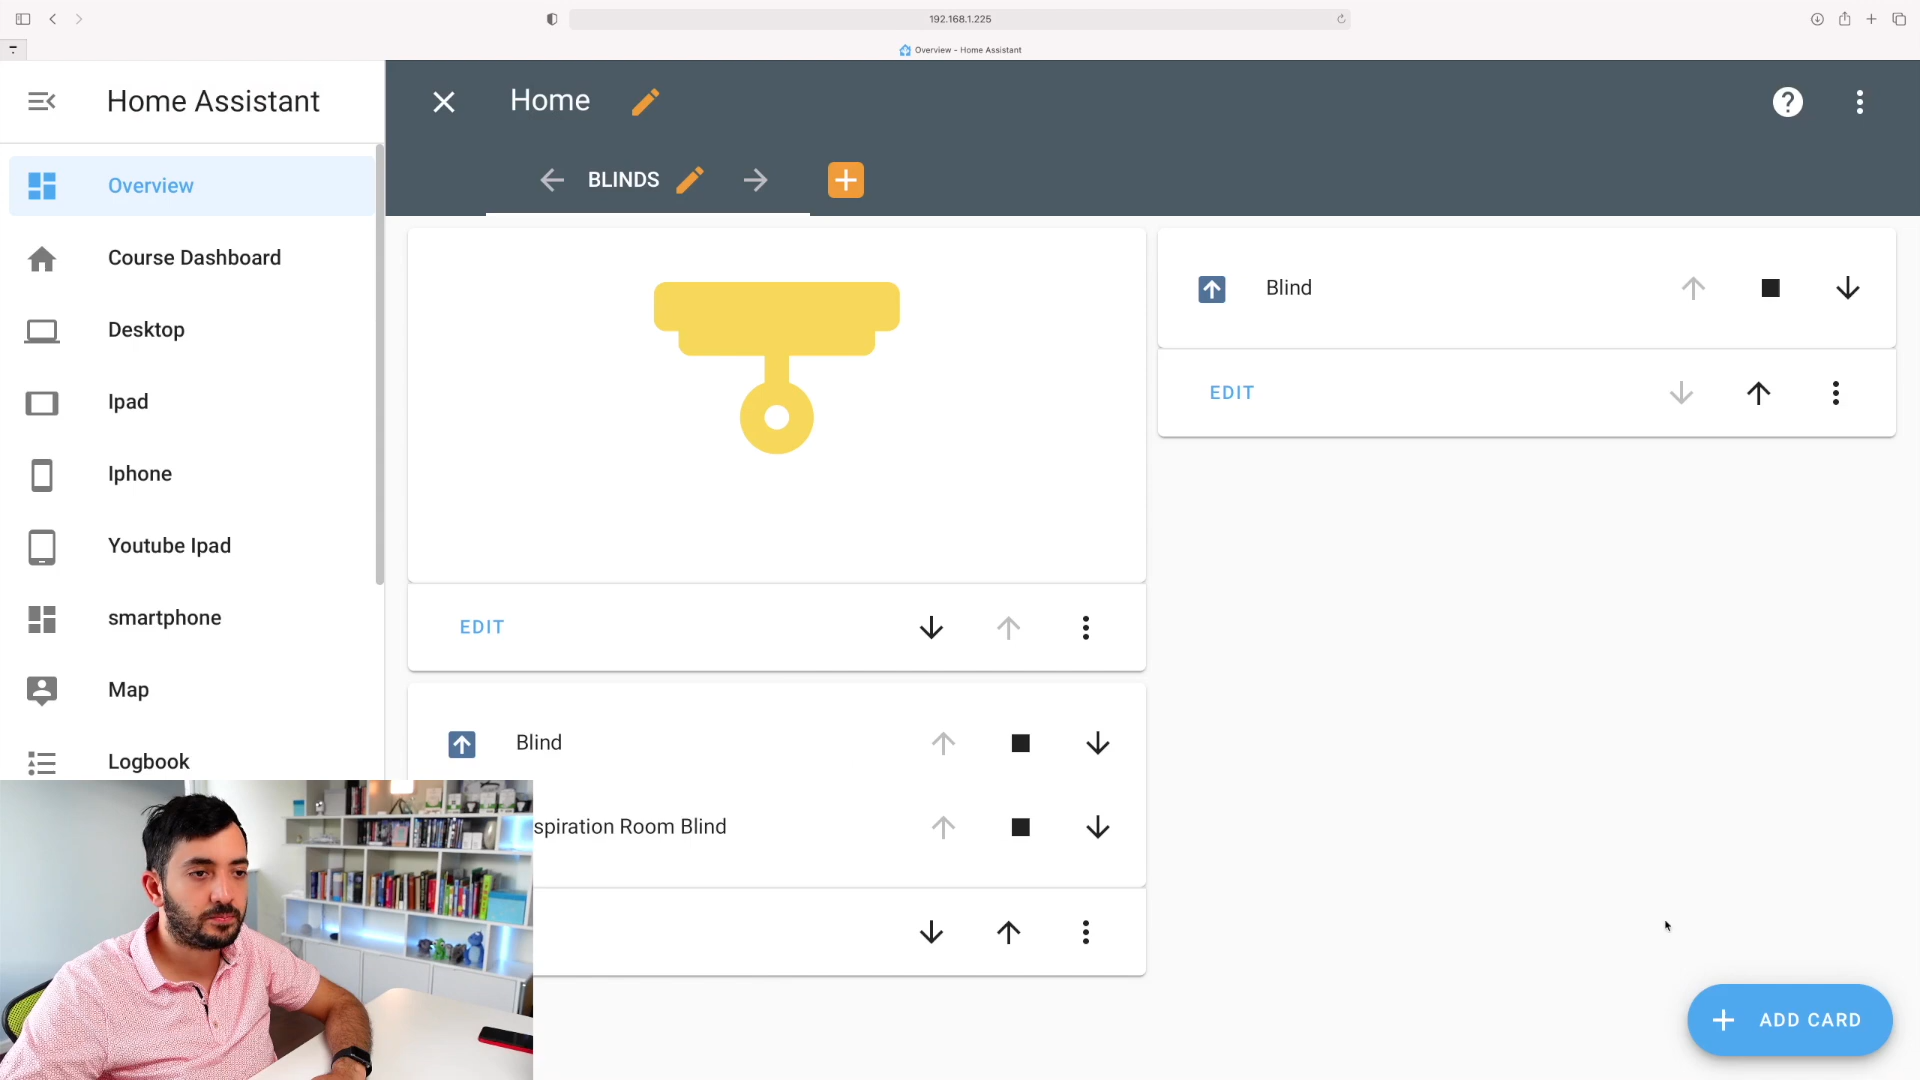 192.168.1.225
Overview - Home Assistant
Home Assistant
Home
BLINDS
Overview
Course Dashboard
Desktop
Ipad
Iphone
Youtube Ipad
smartphone
Map
Logbook
EDIT
Blind
spiration Room Blind
Blind
EDIT
ADD CARD